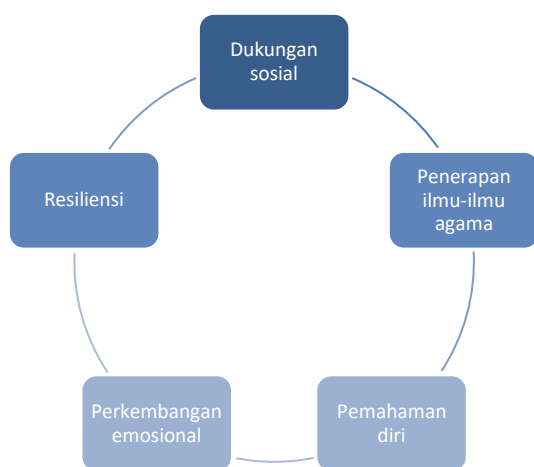 Dukungan
sosial
Penerapan
ilmu-ilmu
agama
Pemahaman
diri
Perkembangan
emosional
Resiliensi